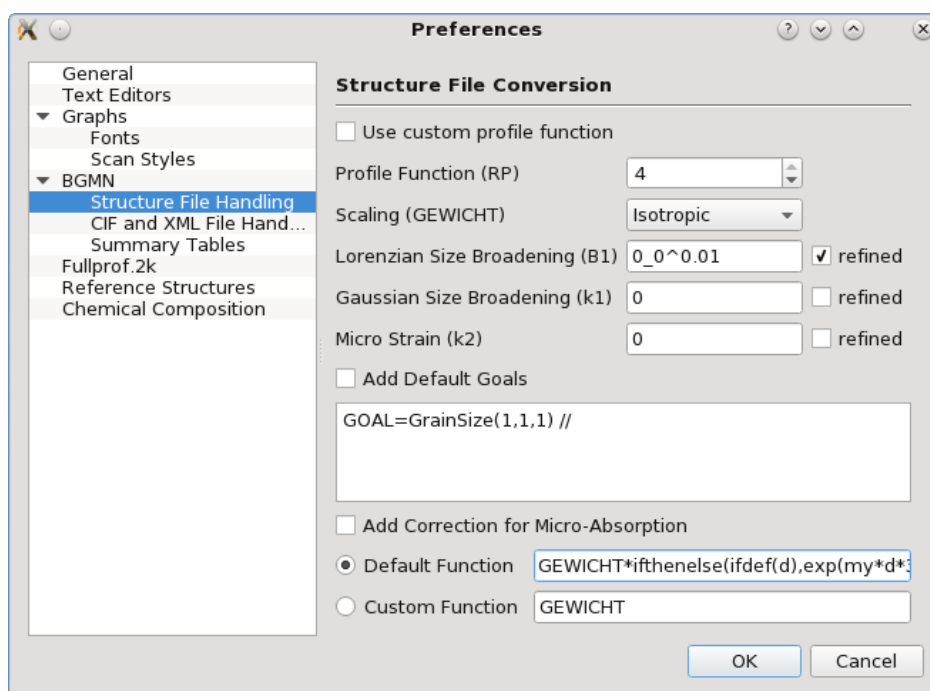 Preferences
General
Text Editors
Graphs
Fonts
Scan Styles
BGMN
Structure File Handling
CIF and XML File Hand...
Summary Tables
Fullprof.2k
Reference Structures
Chemical Composition
Structure File Conversion
Use custom profile function
Profile Function (RP) 4
Scaling (GEWICHT) Isotropic
Lorenzian Size Broadening (B1) 0_0^0.01 refined
Gaussian Size Broadening (k1) 0 refined
Micro Strain (k2) 0 refined
Add Default Goals
GOAL=GrainSize(1,1,1) //
Add Correction for Micro-Absorption
Default Function GEWICHT*ifthenelse(ifdef(d),exp(my*d*
Custom Function GEWICHT
OK Cancel